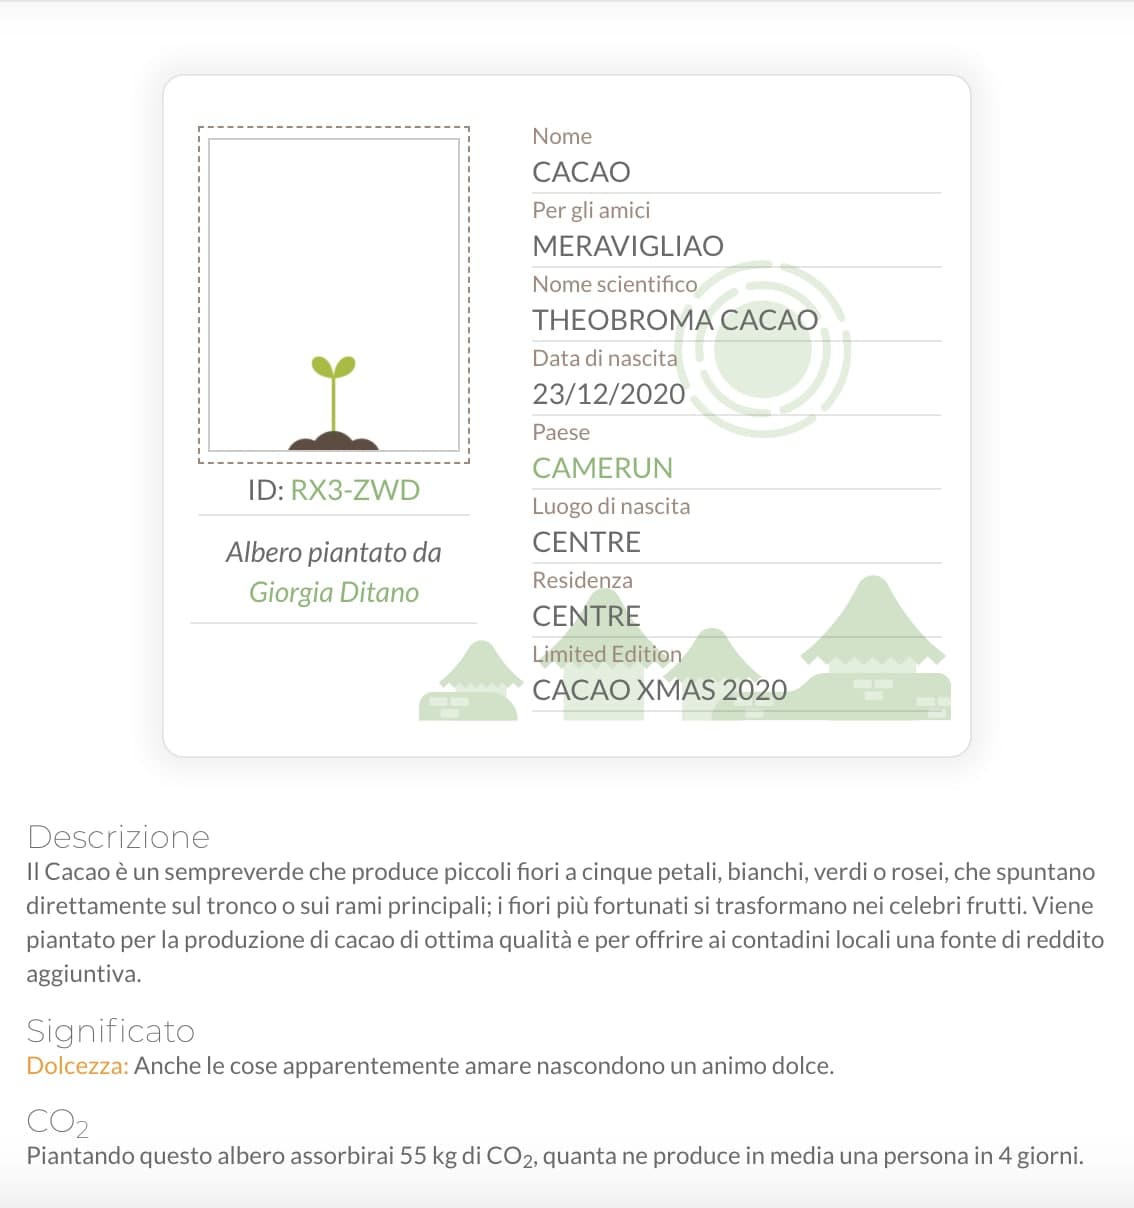 Nome
CACAO
Per gli amici
MERAVIGLIAO
Nome scientifico
THEOBROMA CACAO
Data di nascita
23/12/2020
Paese
CAMERUN
Luogo di nascita
CENTRE
Residenza
CENTRE
Limited Edition
CACAO XMAS 2020
ID: RX3-ZWD
Albero piantato da
Giorgia Ditano
Descrizione
Il Cacao è un sempreverde che produce piccoli fiori a cinque petali, bianchi, verdi o rosei, che spuntano
direttamente sul tronco o sui rami principali; i fiori più fortunati si trasformano nei celebri frutti. Viene
piantato per la produzione di cacao di ottima qualità e per offrire ai contadini locali una fonte di reddito
aggiuntiva.
Significato
Dolcezza: Anche le cose apparentemente amare nascondono un animo dolce.
CO₂
Piantando questo albero assorbirai 55 kg di CO₂, quanta ne produce in media una persona in 4 giorni.